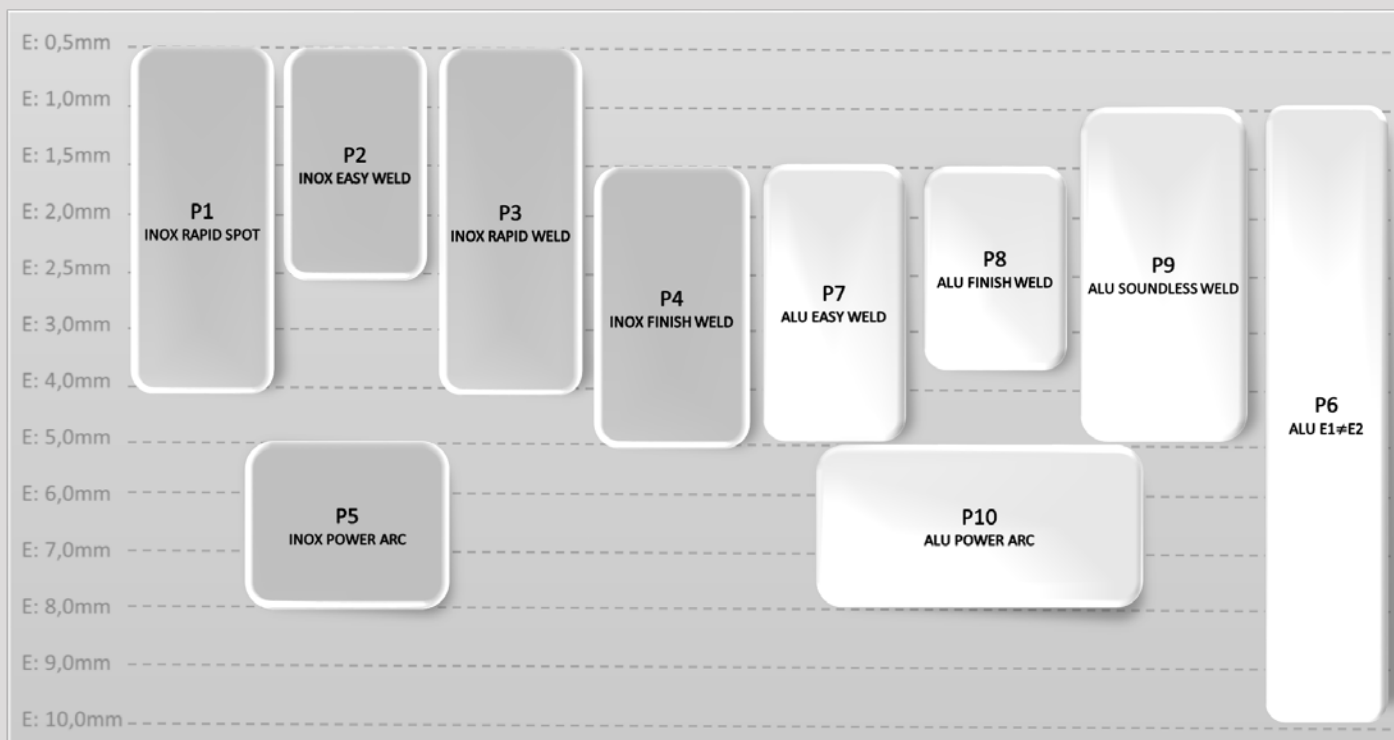 E: 0,5mm
E: 1,0mm
E: 1,5mm
E: 2,0mm
E: 2,5mm
E: 3,0mm
E: 4,0mm
E: 5,0mm
E: 6,0mm
E: 7,0mm
E: 8,0mm
E: 9,0mm
E: 10,0mm
P1
INOX RAPID SPOT
P2
INOX EASY WELD
P3
INOX RAPID WELD
P4
INOX FINISH WELD
P7
ALU EASY WELD
P8
ALU FINISH WELD
P9
ALU SOUNDLESS WELD
P6
ALU E1≠E2
P5
INOX POWER ARC
P10
ALU POWER ARC